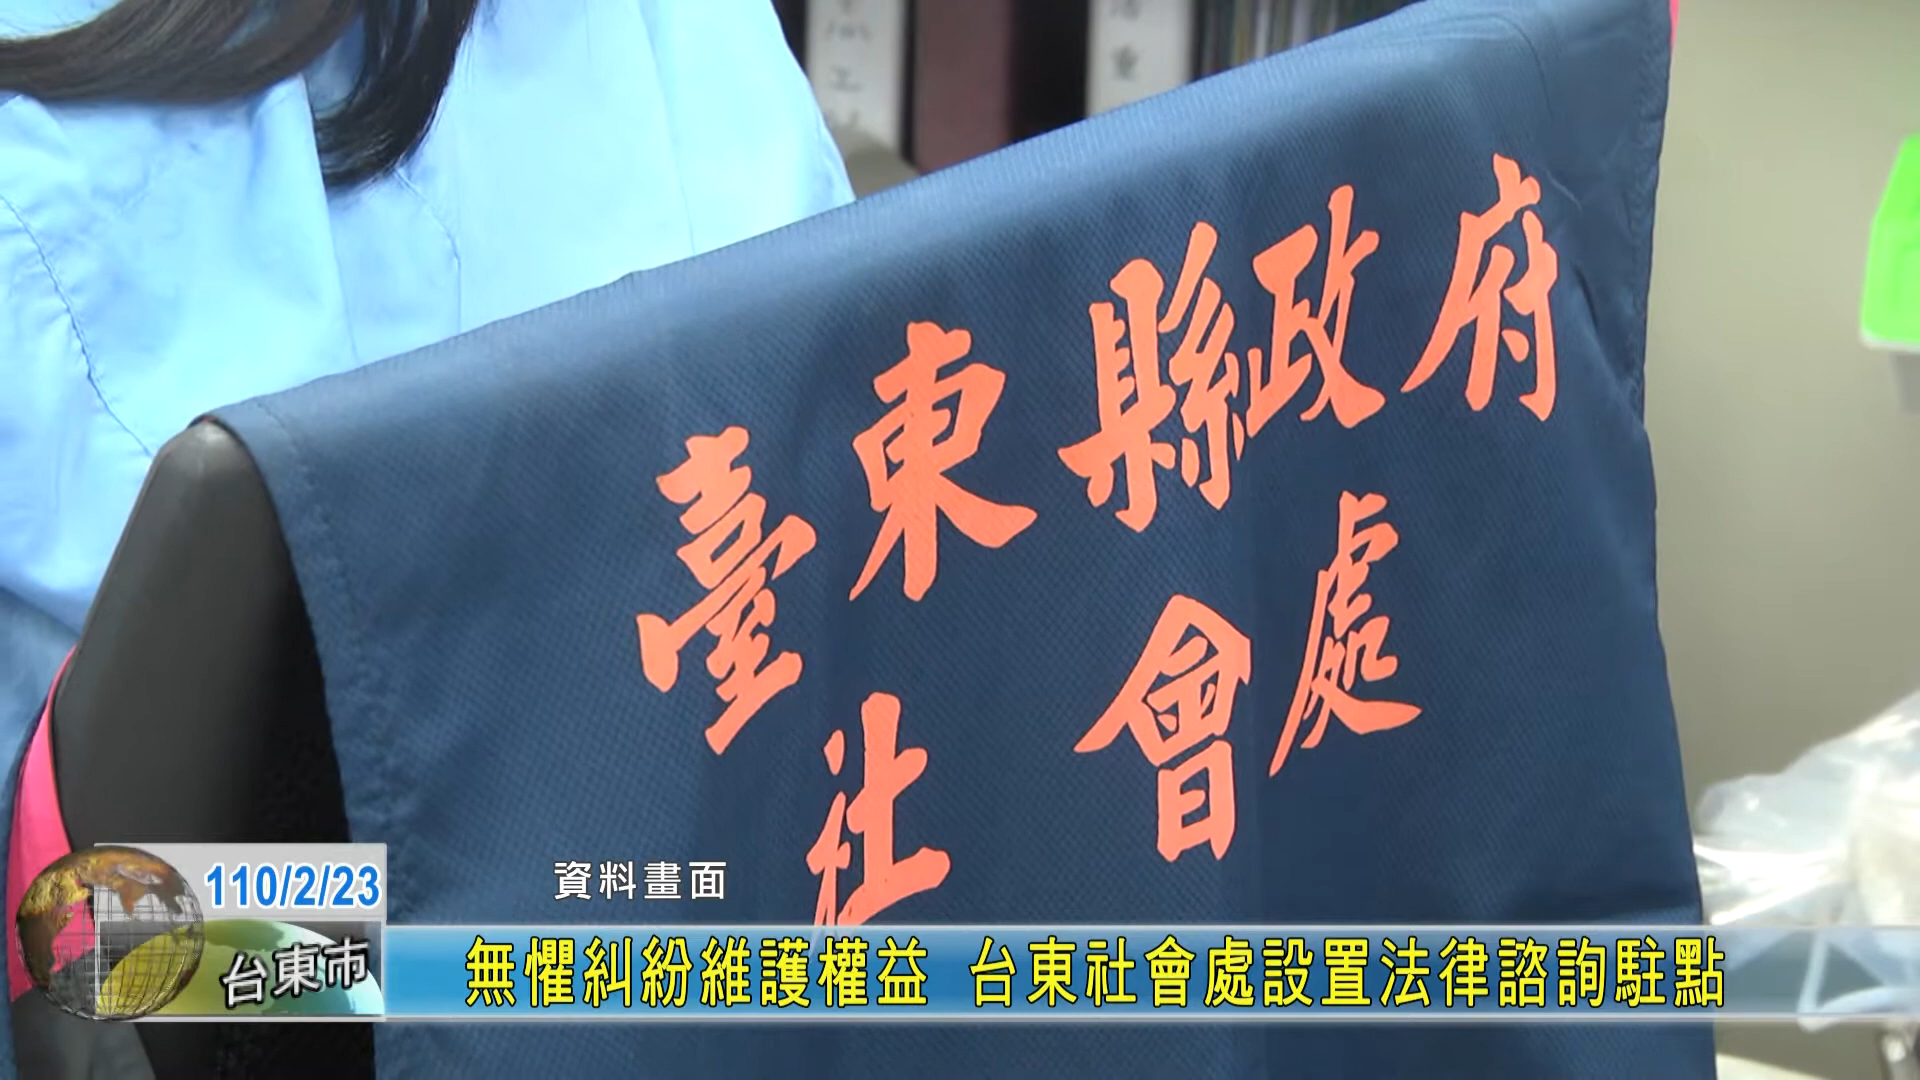 工
重
臺東縣政府
社會處
110/2/23
資料畫面
台東市
無懼糾紛維護權益 台東社會處設置法律諮詢駐點